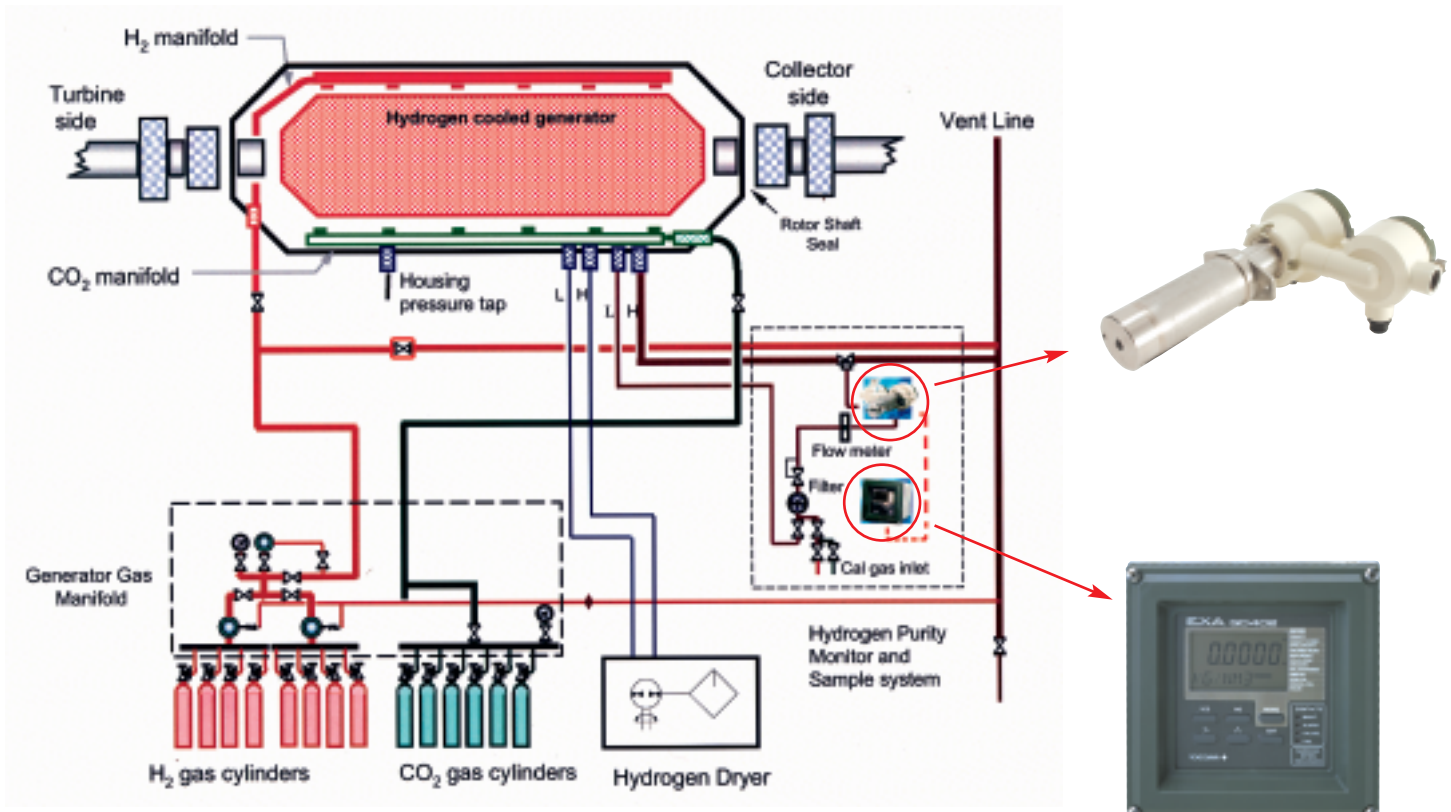 H₂ manifold
Turbine
side
Hydrogen cooled generator
Collector
side
Vent Line
Rotor Shaft
Seal
CO₂ manifold
Housing
pressure tap
L
H
L
H
Flow meter
Filter
Cal gas inlet
Generator Gas
Manifold
Hydrogen Purity
Monitor and
Sample system
H₂ gas cylinders
CO₂ gas cylinders
Hydrogen Dryer
EXA
0.0000
YOKOGAWA